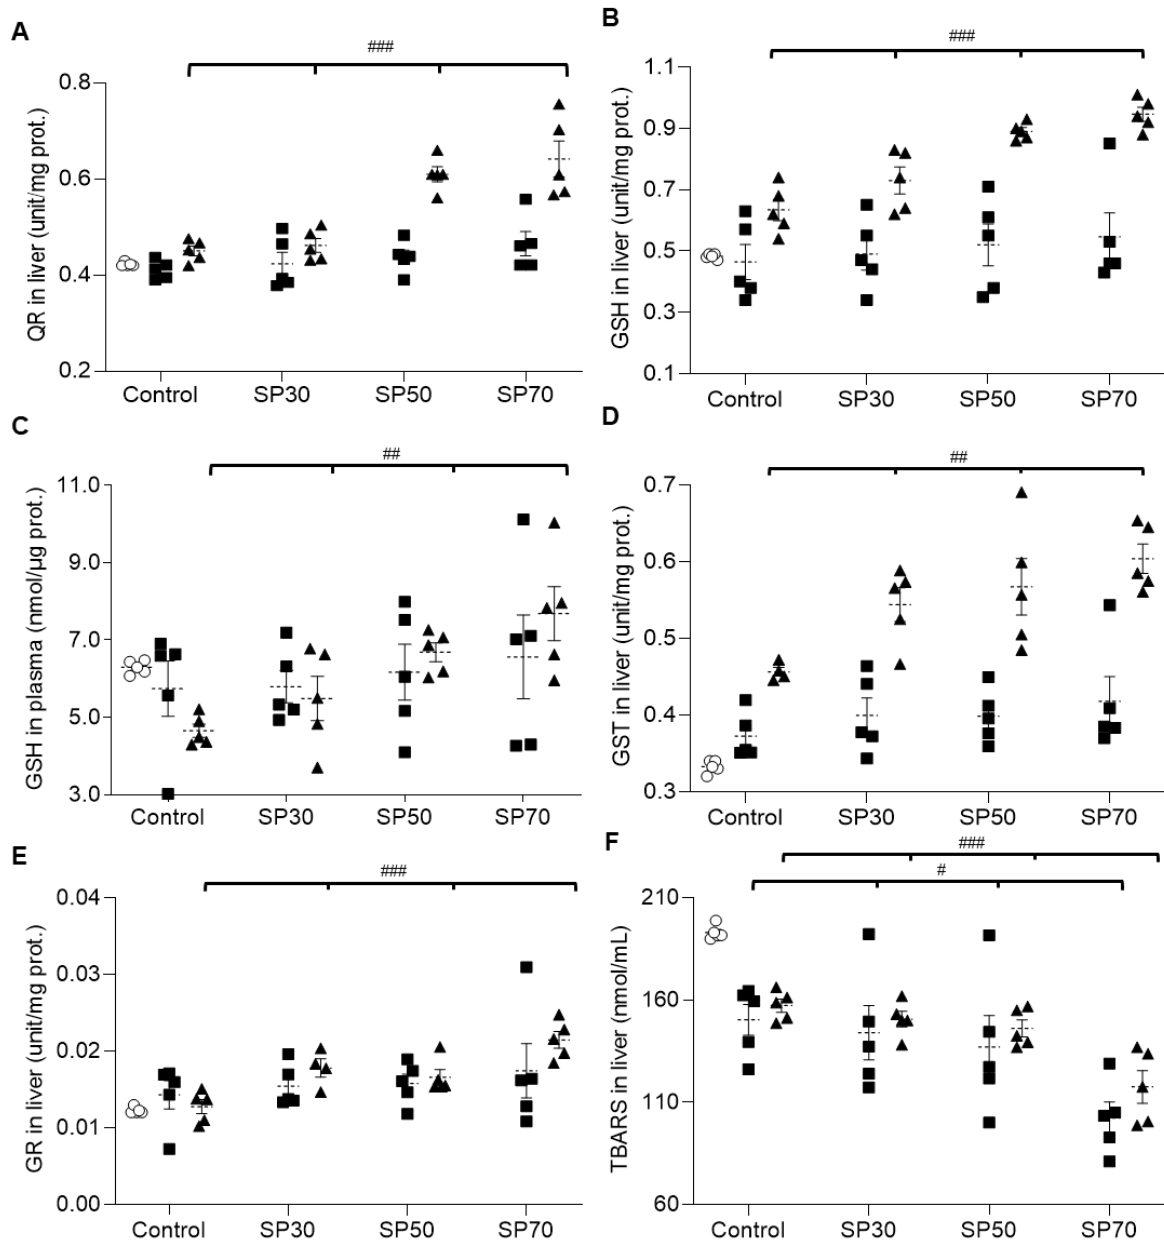 A
###
QR in liver (unit/mg prot.)
0.8
0.6
0.4
0.2
Control SP30 SP50 SP70
B
###
GSH in liver (unit/mg prot.)
1.1
0.9
0.7
0.5
0.3
0.1
Control SP30 SP50 SP70
C
##
GSH in plasma (nmol/µg prot.)
11.0
9.0
7.0
5.0
3.0
Control SP30 SP50 SP70
D
##
GST in liver (unit/mg prot.)
0.7
0.6
0.5
0.4
0.3
Control SP30 SP50 SP70
E
###
GR in liver (unit/mg prot.)
0.04
0.03
0.02
0.01
0.00
Control SP30 SP50 SP70
F
###
#
TBARS in liver (nmol/mL)
210
160
110
60
Control SP30 SP50 SP70